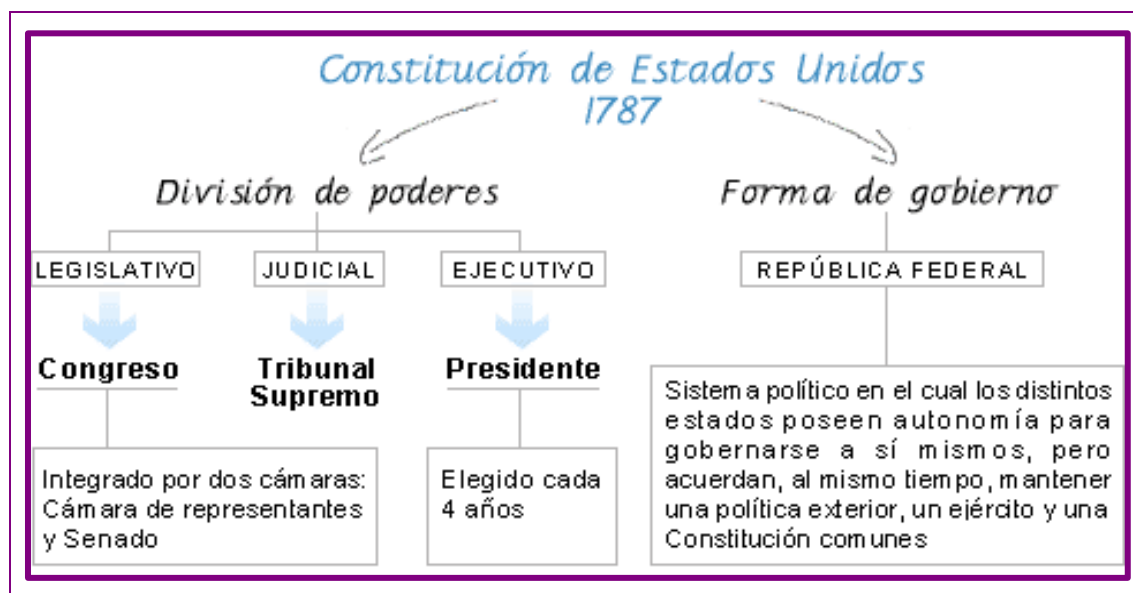 Constitución de Estados Unidos
1787
División de poderes
Forma de gobierno
LEGISLATIVO
JUDICIAL
EJECUTIVO
REPÚBLICA FEDERAL
Congreso
Tribunal
Supremo
Presidente
Integrado por dos cámaras:
Cámara de representantes
y Senado
Elegido cada
4 años
Sistema político en el cual los distintos
estados poseen autonomía para
gobernarse a sí mismos, pero
acuerdan, al mismo tiempo, mantener
una política exterior, un ejército y una
Constitución comunes